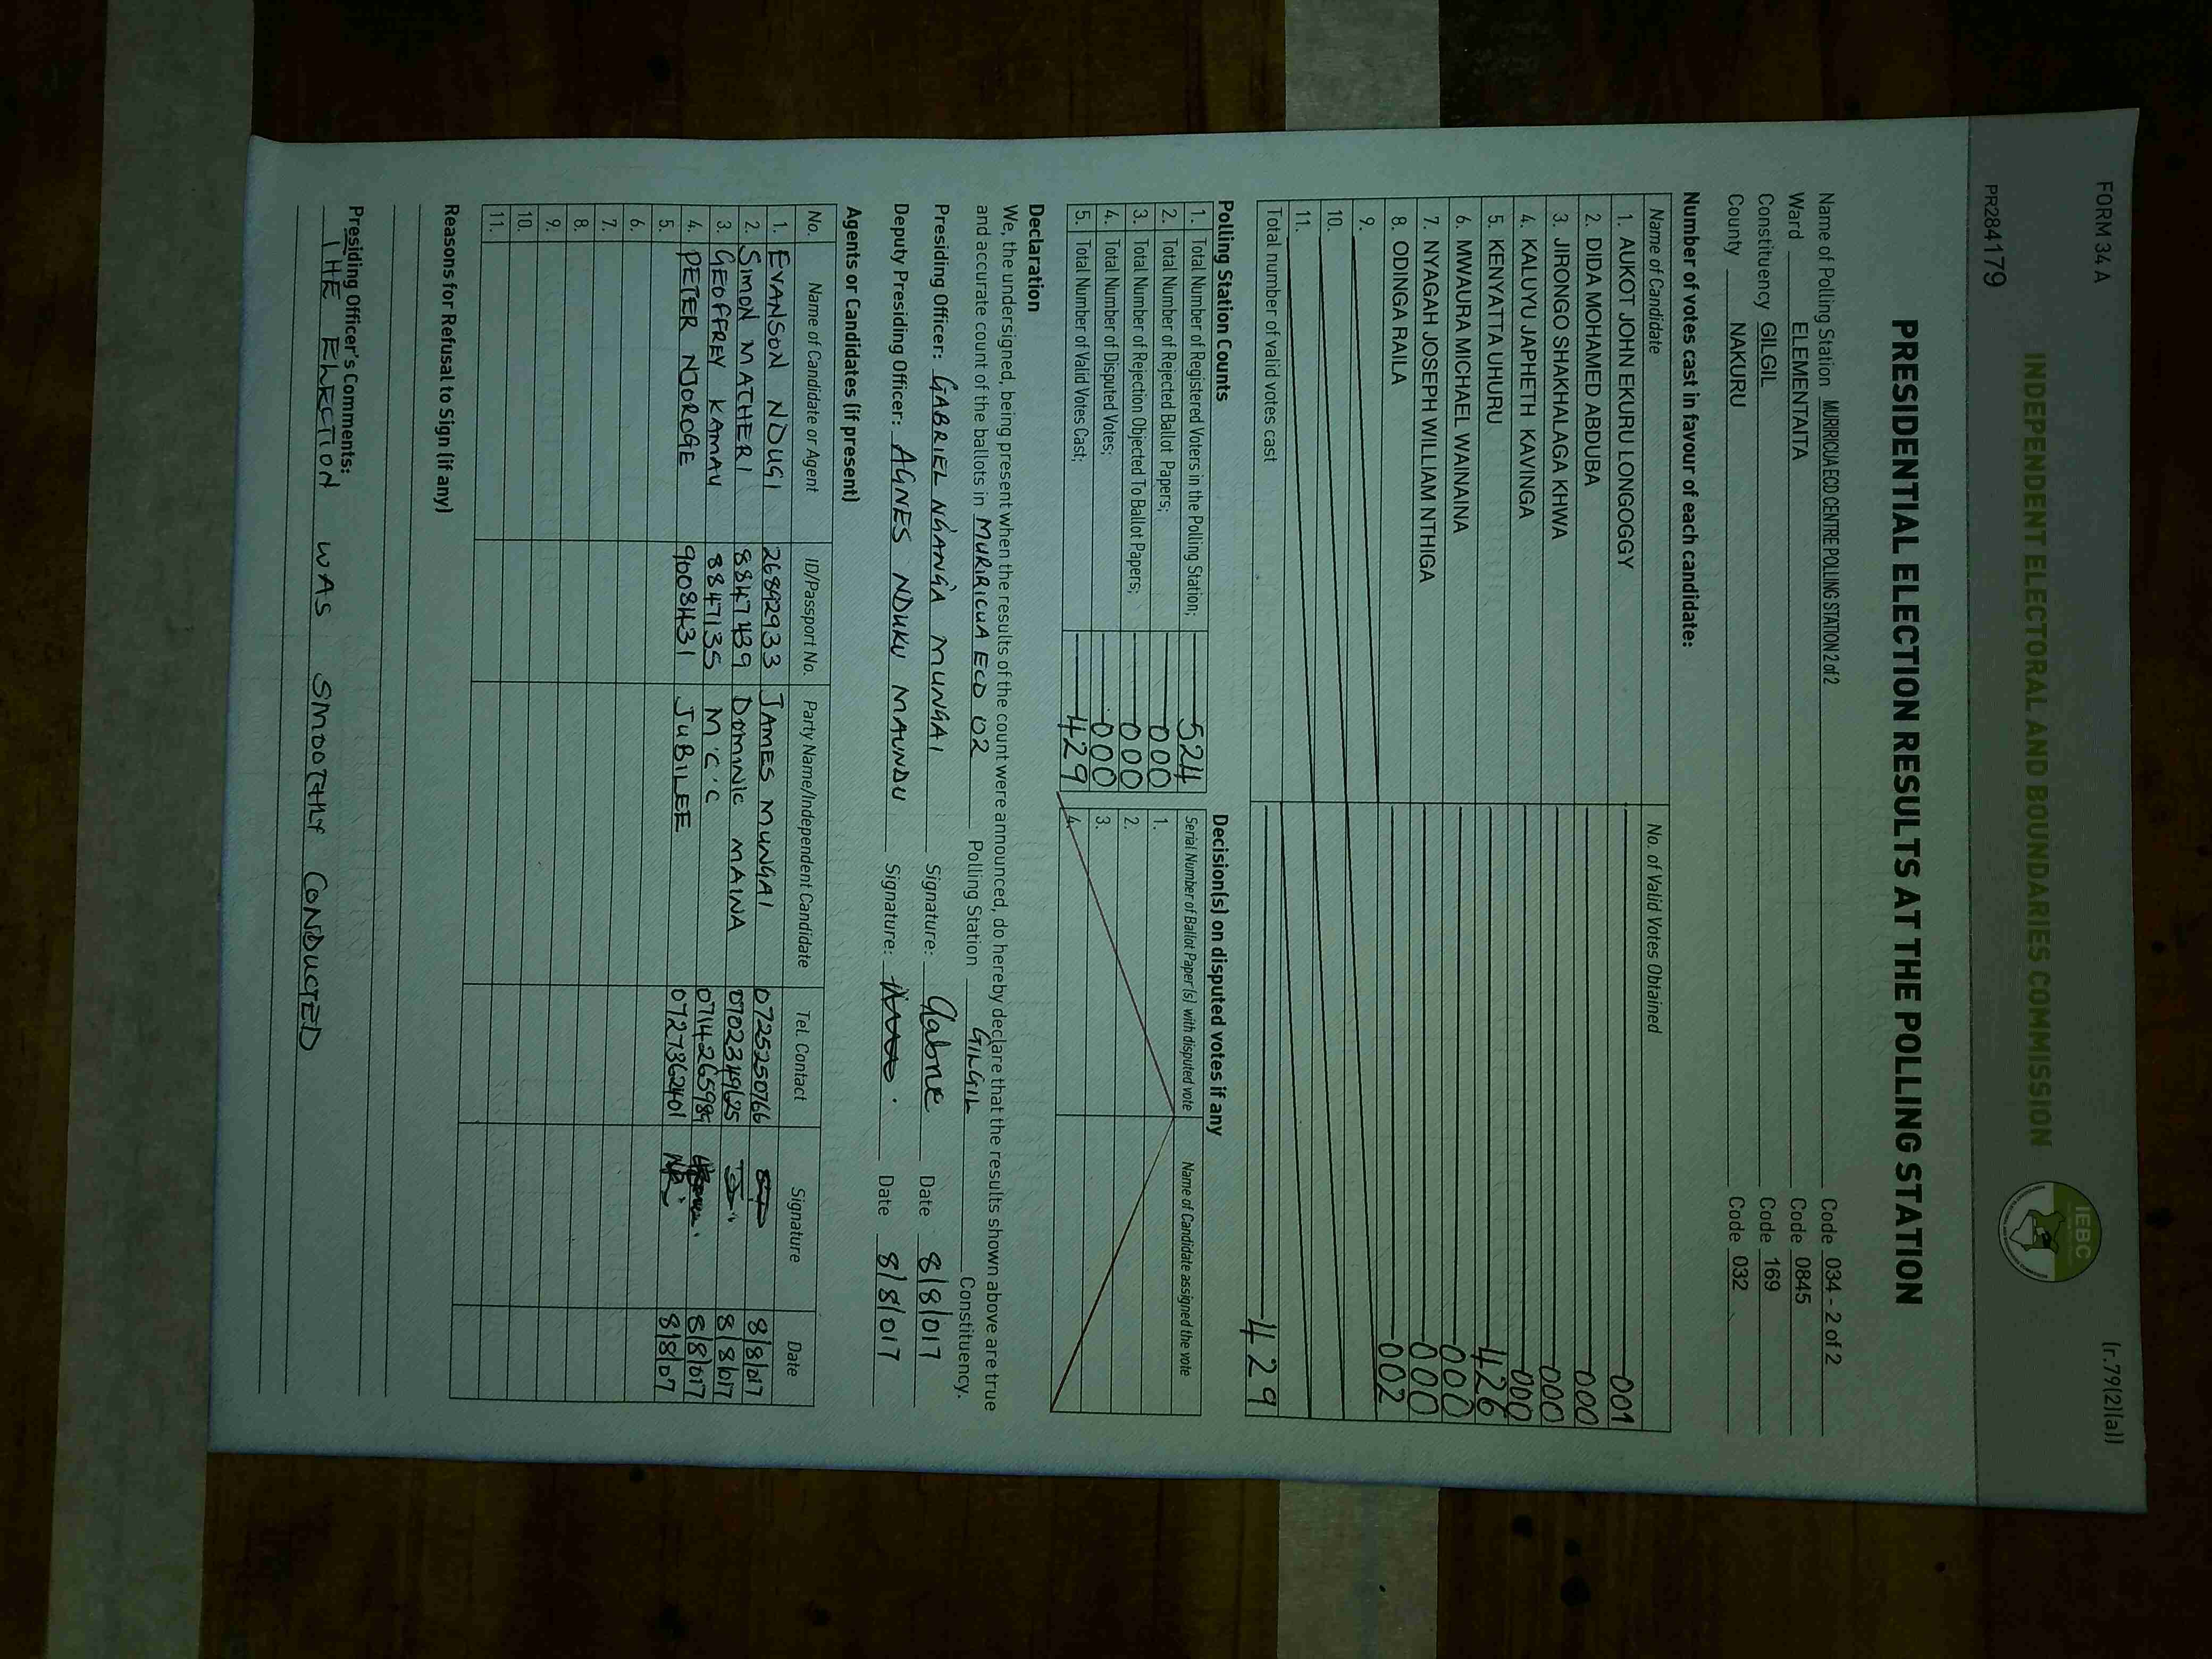 FORM 34 A
(r.79(2)(a))
PR284179
INDEPENDENT ELECTORAL AND BOUNDARIES COMMISSION
IEBC
PRESIDENTIAL ELECTION RESULTS AT THE POLLING STATION
Name of Polling Station MURIRICUA ECD CENTRE POLLING STATION 2 of 2 Code 034 - 2 of 2
Ward ELEMENTAITA Code 0845
Constituency GILGIL Code 169
County NAKURU Code 032
Number of votes cast in favour of each candidate:
Name of Candidate No. of Valid Votes Obtained
1. AUKOT JOHN EKURU LONGOGGY 001
2. DIDA MOHAMED ABDUBA 000
3. JIRONGO SHAKHALAGA KHWA 000
4. KALUYU JAPHETH KAVINGA 000
5. KENYATTA UHURU 426
6. MWAURA MICHAEL WAINAINA 000
7. NYAGAH JOSEPH WILLIAM NTHIGA 000
8. ODINGA RAILA 002
9.
10.
11.
Total number of valid votes cast 429
Polling Station Counts
1. Total Number of Registered Voters in the Polling Station; 524
2. Total Number of Rejected Ballot Papers; 000
3. Total Number of Rejection Objected To Ballot Papers; 000
4. Total Number of Disputed Votes; 000
5. Total Number of Valid Votes Cast; 429
Decision(s) on disputed votes if any
Serial Number of Ballot Paper(s) with disputed vote Name of Candidate assigned the vote
1.
2.
3.
4.
Declaration
We, the undersigned, being present when the results of the count were announced, do hereby declare that the results shown above are true
and accurate count of the ballots in MURIRICUA ECD 02 Polling Station GILGIL Constituency.
Presiding Officer: GABRIEL NG'ANG'A MUNGAI Signature: Gabrie Date 8/8/017
Deputy Presiding Officer: AGNES NDUKU MAUNDU Signature: Date 8/8/017
Agents or Candidates (if present)
No. Name of Candidate or Agent ID/Passport No. Party Name/Independent Candidate Tel. Contact Signature Date
1. EVANSON NDUGI 26892933 JAMES MUNGAI 0725250766 8/8/017
2. SIMON MATHERI 8847439 DOMNIC MAINA 0702349625 8/8/017
3. GEOFFREY KAMAU 8847135 M.C.C 0714265989 8/8/017
4. PETER NJOROGE 9008431 JUBILEE 0727362401 8/8/07
5.
6.
7.
8.
9.
10.
11.
Reasons for Refusal to Sign (if any)
Presiding Officer's Comments:
THE ELECTION WAS SMOOTHLY CONDUCTED